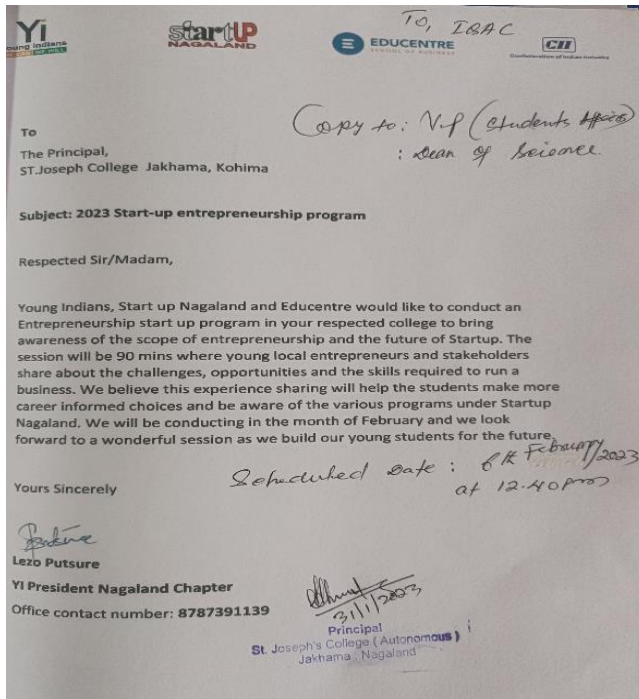 Yi
Young Indians
StartUP
NAGALAND
To, IQAC
EDUCENTRE
SCHOOL OF BUSINESS
CII
Confederation of Indian Industry
Copy to: V.P (Students Affairs)
: Dean of Science
To
The Principal,
ST.Joseph College Jakhama, Kohima
Subject: 2023 Start-up entrepreneurship program
Respected Sir/Madam,
Young Indians, Start up Nagaland and Educentre would like to conduct an
Entrepreneurship start up program in your respected college to bring
awareness of the scope of entrepreneurship and the future of Startup. The
session will be 90 mins where young local entrepreneurs and stakeholders
share about the challenges, opportunities and the skills required to run a
business. We believe this experience sharing will help the students make more
career informed choices and be aware of the various programs under Startup
Nagaland. We will be conducting in the month of February and we look
forward to a wonderful session as we build our young students for the future.
Scheduled Date : 6th February/2023
at 12.40pm
Yours Sincerely
Lezo Putsure
YI President Nagaland Chapter
Office contact number: 8787391139
31/1/2023
Principal
St. Joseph's College (Autonomous)
Jakhama : Nagaland